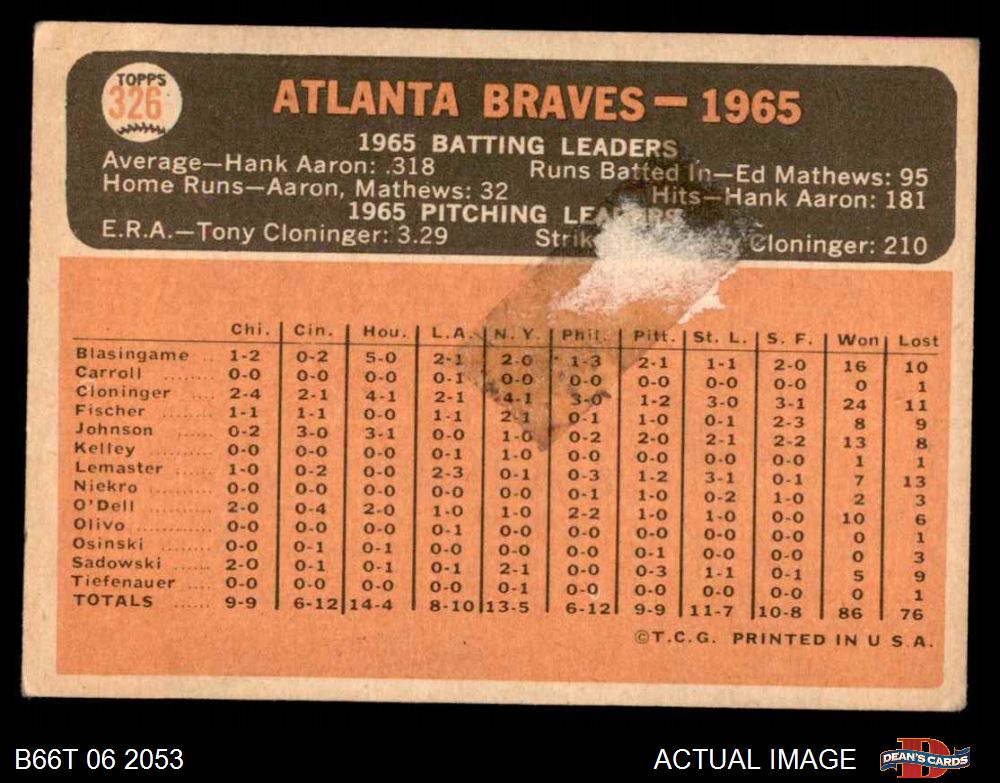 TOPPS
326
ATLANTA BRAVES — 1965
1965 BATTING LEADERS
Average—Hank Aaron: .318 Runs Batted In—Ed Mathews: 95
Home Runs—Aaron, Mathews: 32 Hits—Hank Aaron: 181
1965 PITCHING LEADERS
E.R.A.—Tony Cloninger: 3.29 Cloninger: 210
Chi. Cin. Hou. L.A. N.Y. Phil. Pitt. St. L. S. F. Won Lost
Blasingame .. 1-2 0-2 5-0 2-1 2-0 1-3 2-1 1-1 2-0 16 10
Carroll ....... 0-0 0-0 0-0 0-1 0-0 0-0 0-0 0-0 0-0 0 1
Cloninger .... 2-4 2-1 4-1 2-1 4-1 3-0 1-2 3-0 3-1 24 11
Fischer ...... 1-1 1-1 0-0 1-1 2-1 0-1 1-0 0-1 2-3 8 9
Johnson ..... 0-2 3-0 3-1 0-0 1-0 0-2 2-0 2-1 2-2 13 8
Kelley ........ 0-0 0-0 0-0 0-1 1-0 0-0 0-0 0-0 0-0 1 1
Lemaster .... 1-0 0-2 0-0 2-3 0-1 0-3 1-2 3-1 0-1 7 13
Niekro ....... 0-0 0-0 0-0 0-0 0-0 0-1 1-0 0-2 1-0 2 3
O'Dell ........ 2-0 0-4 2-0 1-0 1-0 2-2 1-0 1-0 0-0 10 6
Olivo ......... 0-0 0-0 0-0 0-1 0-0 0-0 0-0 0-0 0-0 0 1
Osinski ....... 0-0 0-1 0-1 0-0 0-0 0-0 0-1 0-0 0-0 0 3
Sadowski .... 2-0 0-1 0-1 0-1 2-1 0-0 0-3 1-1 0-1 5 9
Tiefenauer ... 0-0 0-0 0-0 0-0 0-1 0-0 0-0 0-0 0-0 0 1
TOTALS ..... 9-9 6-12 14-4 8-10 13-5 6-12 9-9 11-7 10-8 86 76
©T.C.G. PRINTED IN U S.A.
B66T 06 2053 ACTUAL IMAGE DEAN'S CARDS